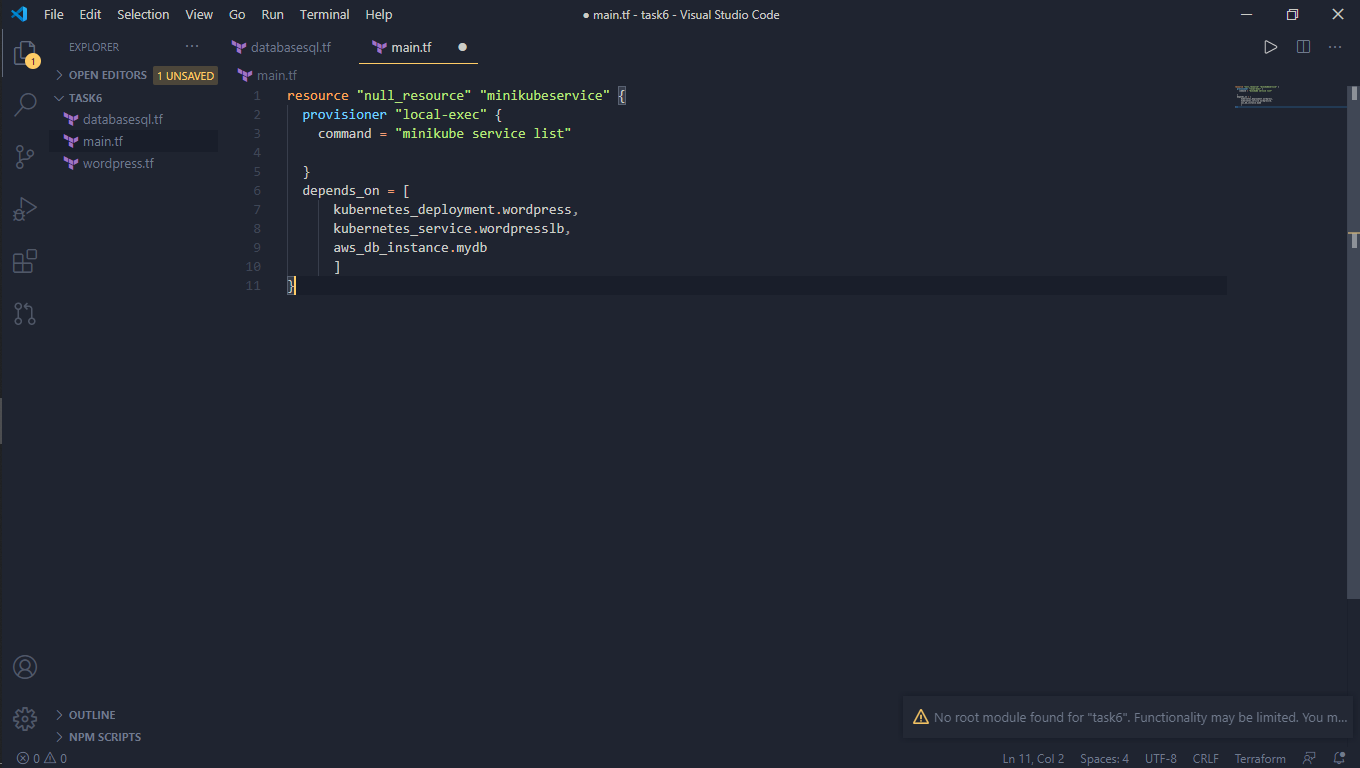 File Edit Selection View Go Run Terminal Help
● main.tf - task6 - Visual Studio Code
EXPLORER ···
databasesql.tf main.tf ●
1
OPEN EDITORS 1 UNSAVED
main.tf
TASK6
databasesql.tf
main.tf
wordpress.tf
1 resource "null_resource" "minikubeservice" {
2 provisioner "local-exec" {
3 command = "minikube service list"
4
5 }
6 depends_on = [
7 kubernetes_deployment.wordpress,
8 kubernetes_service.wordpresslb,
9 aws_db_instance.mydb
10 ]
11 }
OUTLINE
NPM SCRIPTS
No root module found for "task6". Functionality may be limited. You m...
0 0
Ln 11, Col 2 Spaces: 4 UTF-8 CRLF Terraform